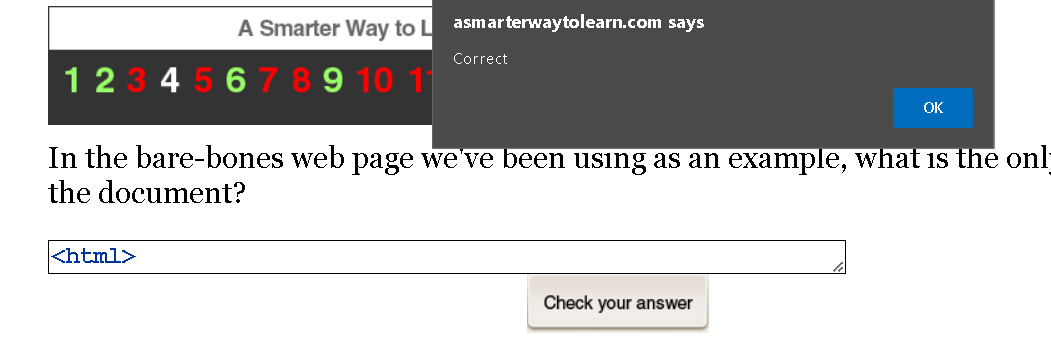 A Smarter Way to L
asmarterwaytolearn.com says
Correct
OK
1 2 3 4 5 6 7 8 9 10 11
In the bare-bones web page we've been using as an example, what is the only
the document?
<html>
Check your answer